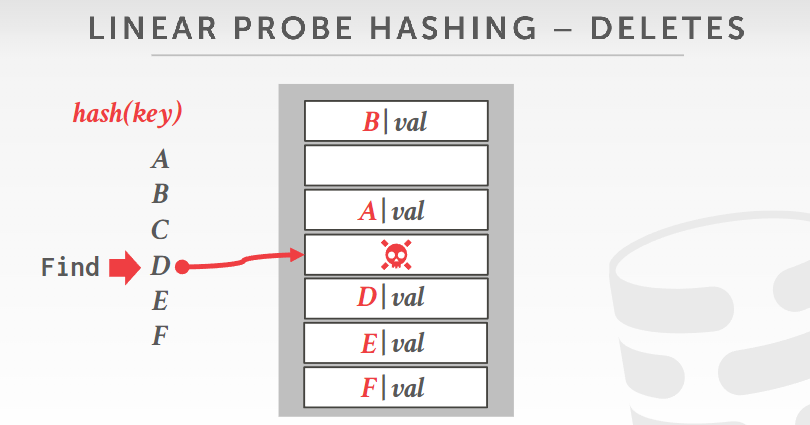 LINEAR PROBE HASHING – DELETES
hash(key)
A
B
C
Find D
E
F
B|val
A|val
D|val
E|val
F|val